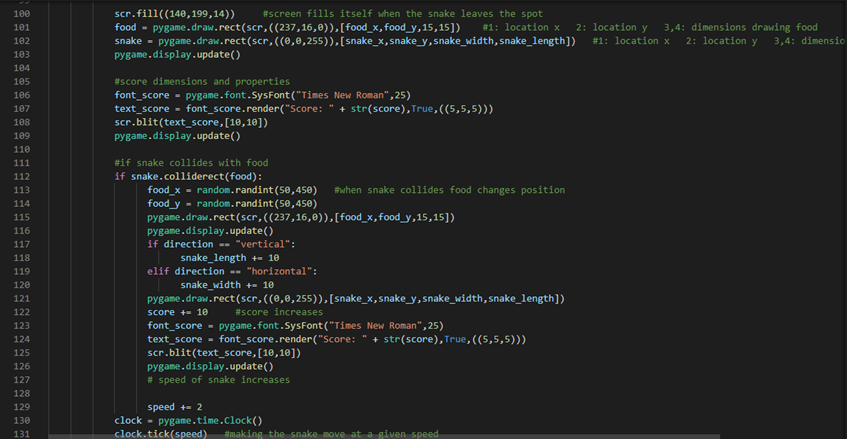 100 scr.fill((140,199,14)) #screen fills itself when the snake leaves the spot
101 food = pygame.draw.rect(scr,((237,16,0)),[food_x,food_y,15,15]) #1: location x 2: location y 3,4: dimensions drawing food
102 snake = pygame.draw.rect(scr,((0,0,255)),[snake_x,snake_y,snake_width,snake_length]) #1: location x 2: location y 3,4: dimensio
103 pygame.display.update()
104
105 #score dimensions and properties
106 font_score = pygame.font.SysFont("Times New Roman",25)
107 text_score = font_score.render("Score: " + str(score),True,((5,5,5)))
108 scr.blit(text_score,[10,10])
109 pygame.display.update()
110
111 #if snake collides with food
112 if snake.colliderect(food):
113 food_x = random.randint(50,450) #when snake collides food changes position
114 food_y = random.randint(50,450)
115 pygame.draw.rect(scr,((237,16,0)),[food_x,food_y,15,15])
116 pygame.display.update()
117 if direction == "vertical":
118 snake_length += 10
119 elif direction == "horizontal":
120 snake_width += 10
121 pygame.draw.rect(scr,((0,0,255)),[snake_x,snake_y,snake_width,snake_length])
122 score += 10 #score increases
123 font_score = pygame.font.SysFont("Times New Roman",25)
124 text_score = font_score.render("Score: " + str(score),True,((5,5,5)))
125 scr.blit(text_score,[10,10])
126 pygame.display.update()
127 # speed of snake increases
128
129 speed += 2
130 clock = pygame.time.Clock()
131 clock.tick(speed) #making the snake move at a given speed